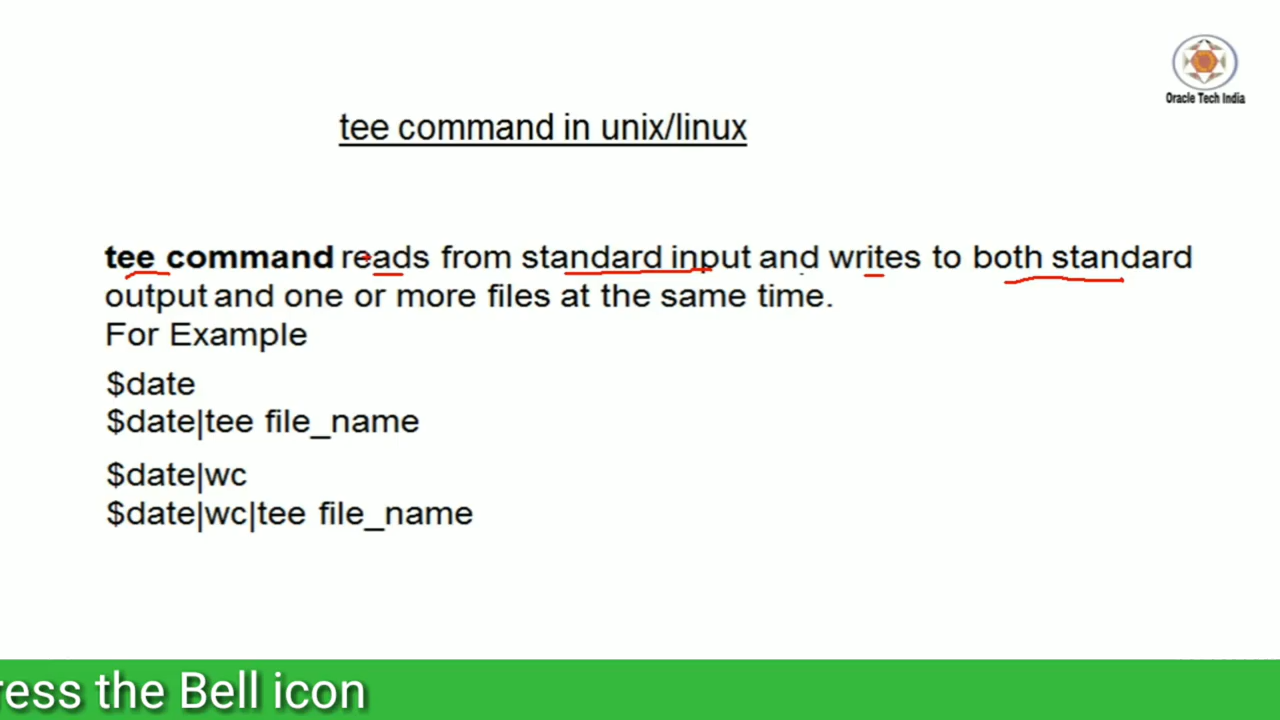 Oracle Tech India
tee command in unix/linux
tee command reads from standard input and writes to both standard
output and one or more files at the same time.
For Example
$date
$date|tee file_name
$date|wc
$date|wc|tee file_name
the Bell icon